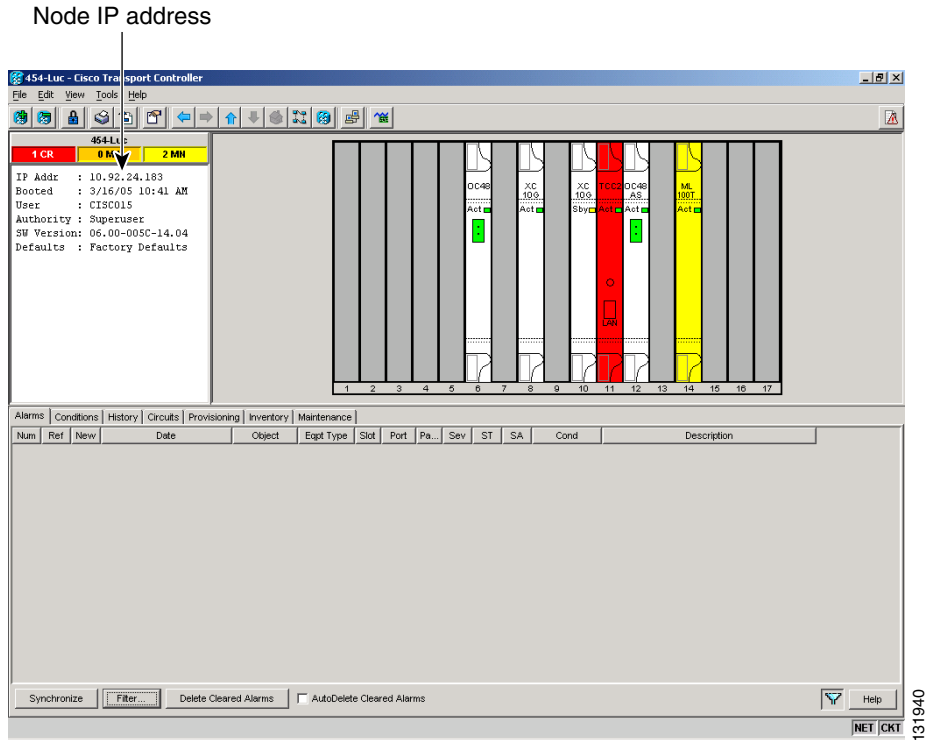 Node IP address
454-Luc - Cisco Transport Controller
File Edit View Tools Help
454-Luc
1 CR 0 MJ 2 MN
IP Addr : 10.92.24.183
Booted : 3/16/05 10:41 AM
User : CISC015
Authority : Superuser
SW Version: 06.00-005C-14.04
Defaults : Factory Defaults
OC48 XC 10G XC 10G TCC2 OC48 AS ML 100T
Act Act Sby Act Act Act
LAN
1 2 3 4 5 6 7 8 9 10 11 12 13 14 15 16 17
Alarms Conditions History Circuits Provisioning Inventory Maintenance
Num Ref New Date Object Eqpt Type Slot Port Pa... Sev ST SA Cond Description
Synchronize Filter... Delete Cleared Alarms AutoDelete Cleared Alarms Help
NET CKT
131940